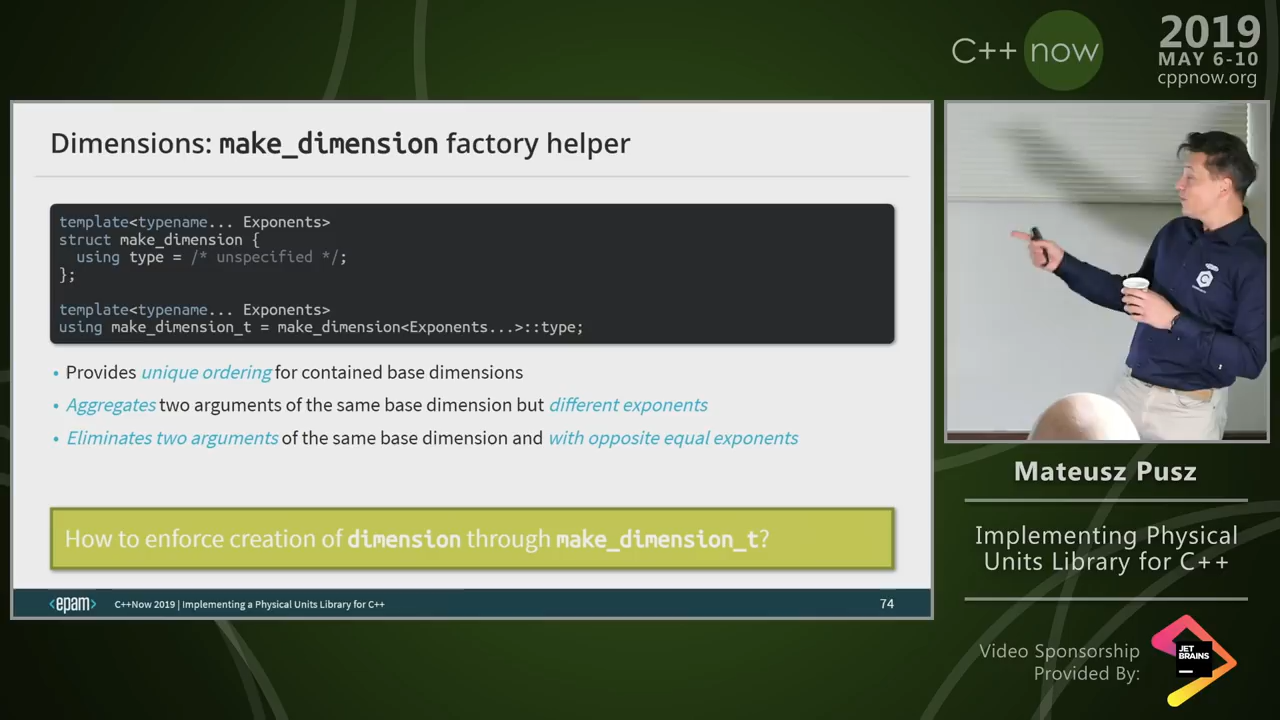 C++ now
2019
MAY 6-10
cppnow.org
Dimensions: make_dimension factory helper
template<typename... Exponents>
struct make_dimension {
  using type = /* unspecified */;
};
template<typename... Exponents>
using make_dimension_t = make_dimension<Exponents...>::type;
• Provides unique ordering for contained base dimensions
• Aggregates two arguments of the same base dimension but different exponents
• Eliminates two arguments of the same base dimension and with opposite equal exponents
How to enforce creation of dimension through make_dimension_t?
<epam>
C++Now 2019 | Implementing a Physical Units Library for C++
74
Mateusz Pusz
Implementing Physical
Units Library for C++
Video Sponsorship
Provided By:
JET
BRAINS